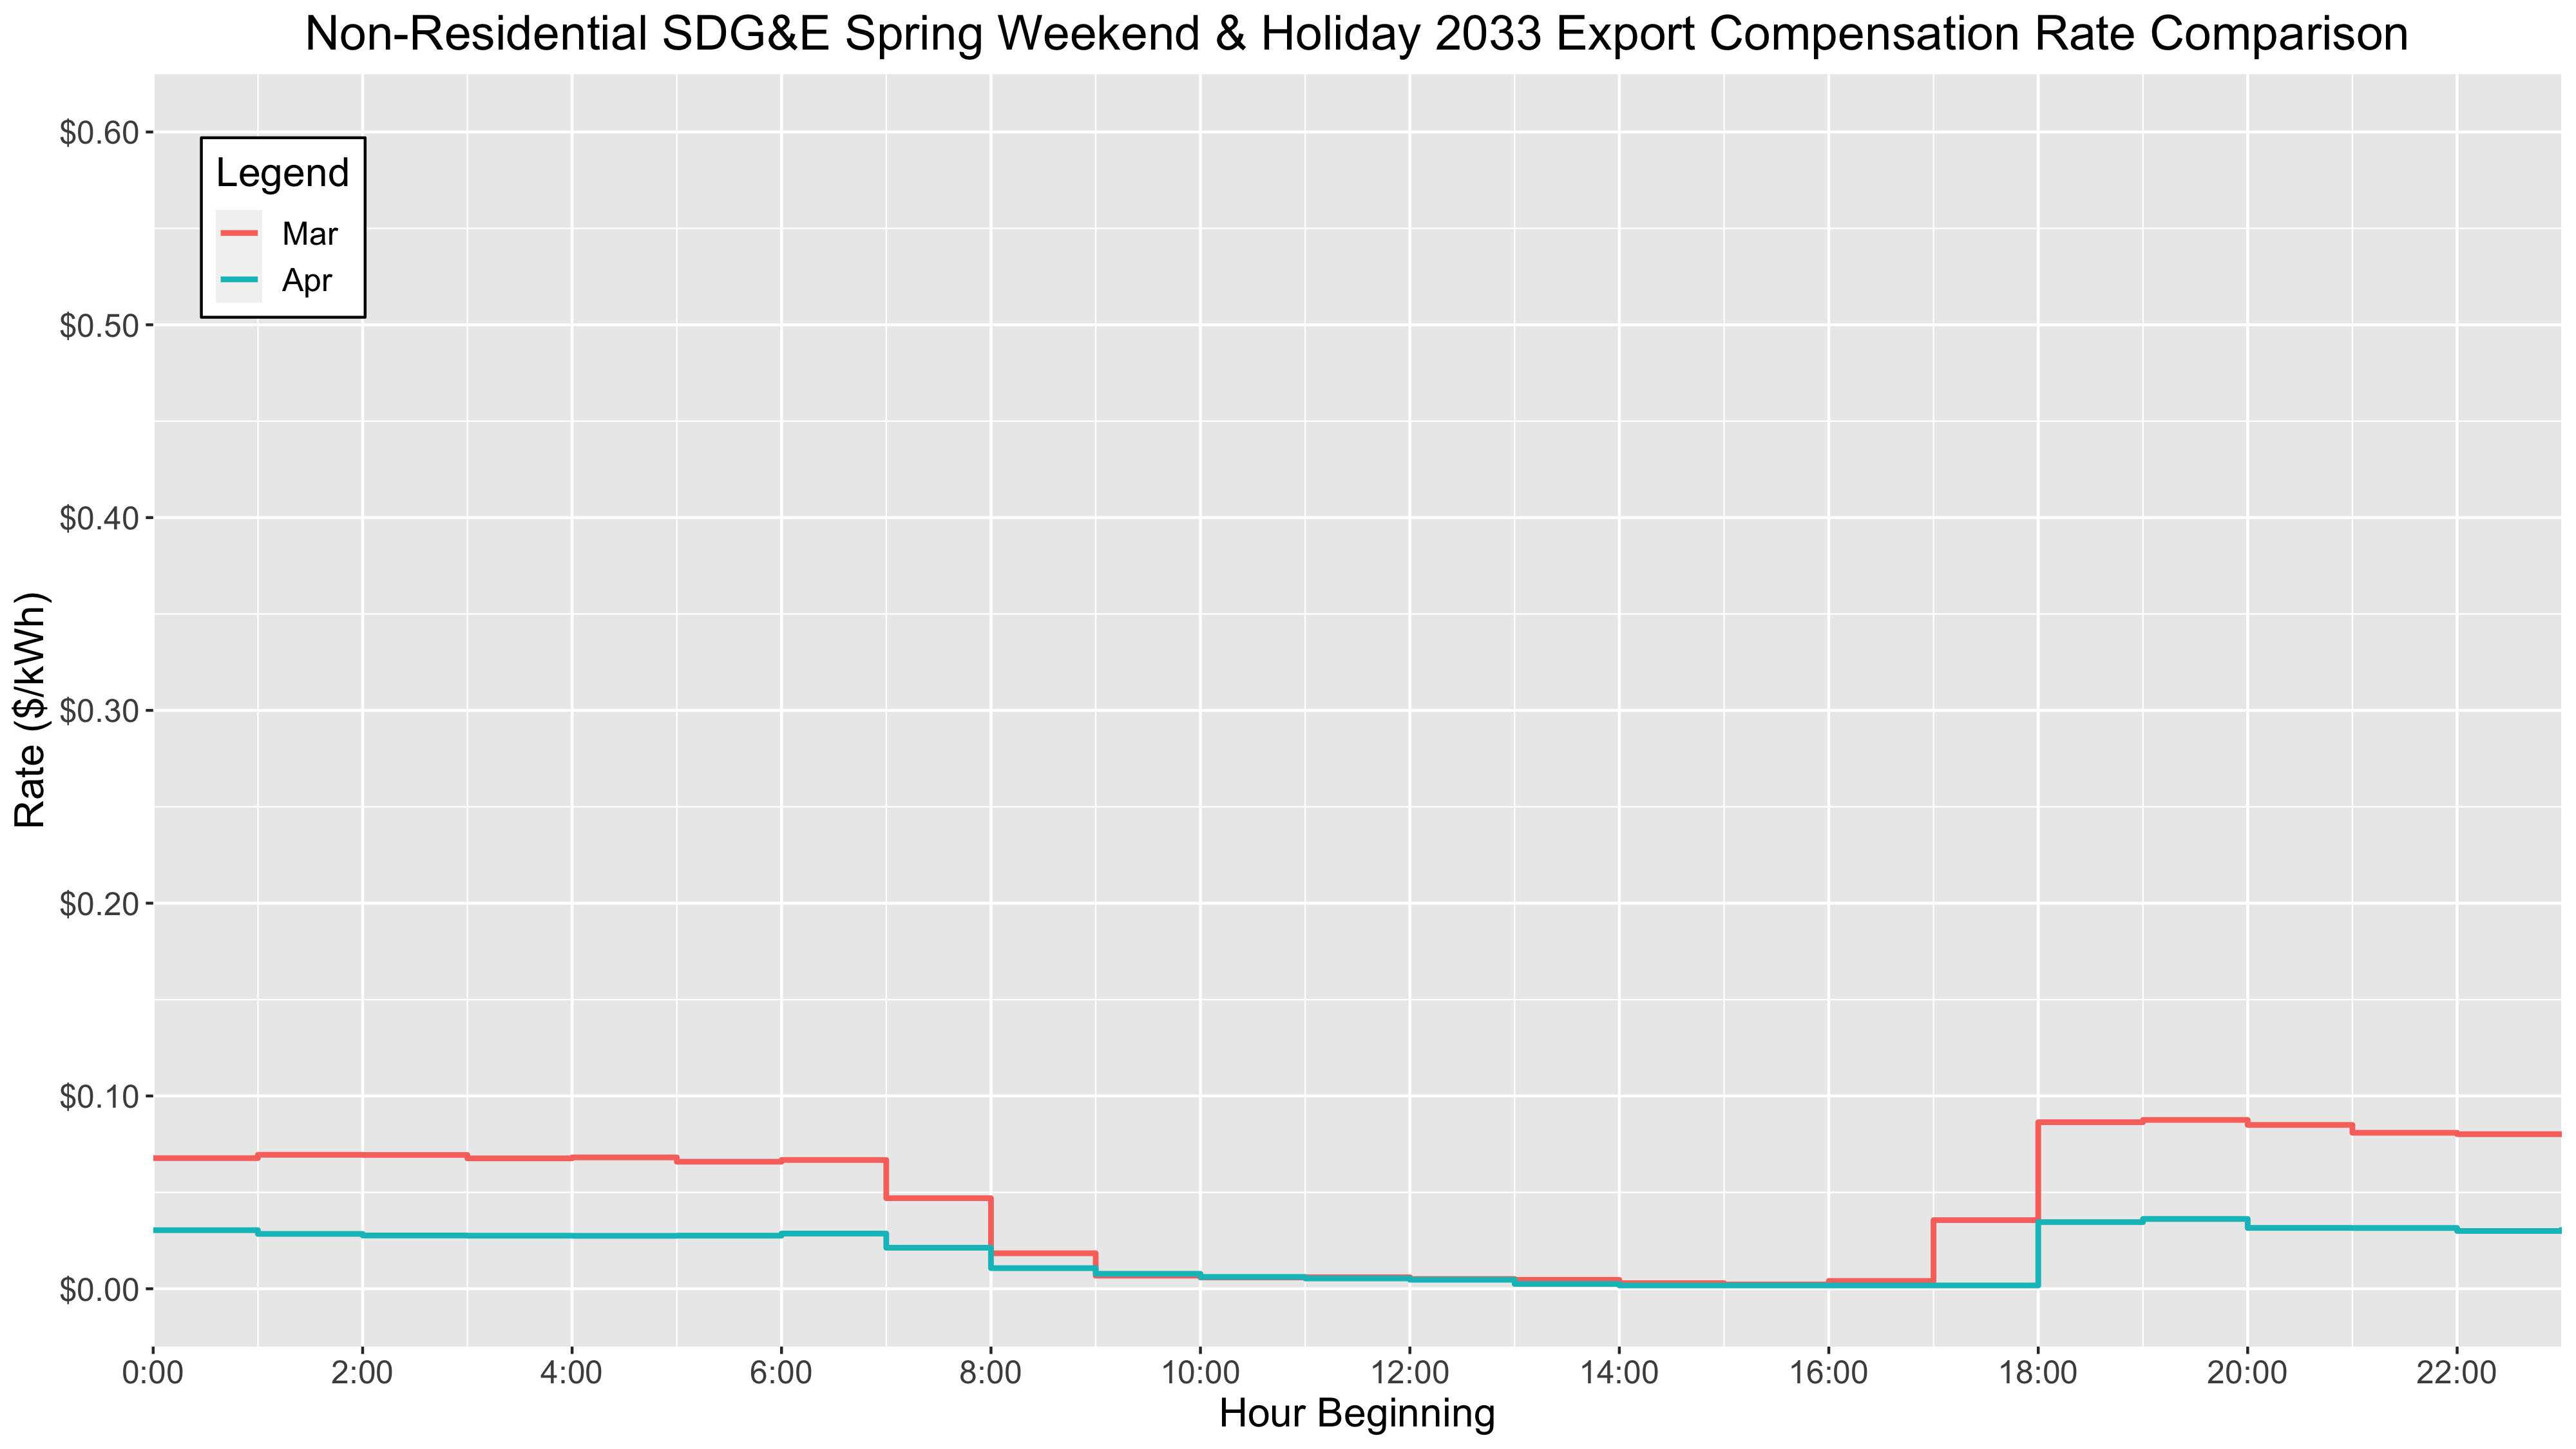 Non-Residential SDG&E Spring Weekend & Holiday 2033 Export Compensation Rate Comparison
$0.60
$0.50
$0.40
$0.30
$0.20
$0.10
$0.00
Rate ($/kWh)
Legend
Mar
Apr
0:00 2:00 4:00 6:00 8:00 10:00 12:00 14:00 16:00 18:00 20:00 22:00
Hour Beginning